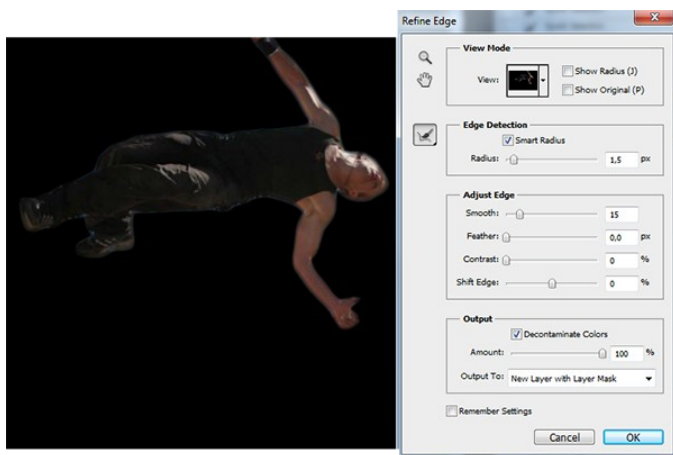 Refine Edge
View Mode
View:
Show Radius (J)
Show Original (P)
Edge Detection
Smart Radius
Radius: 1,5 px
Adjust Edge
Smooth: 15
Feather: 0,0 px
Contrast: 0 %
Shift Edge: 0 %
Output
Decontaminate Colors
Amount: 100 %
Output To: New Layer with Layer Mask
Remember Settings
Cancel OK